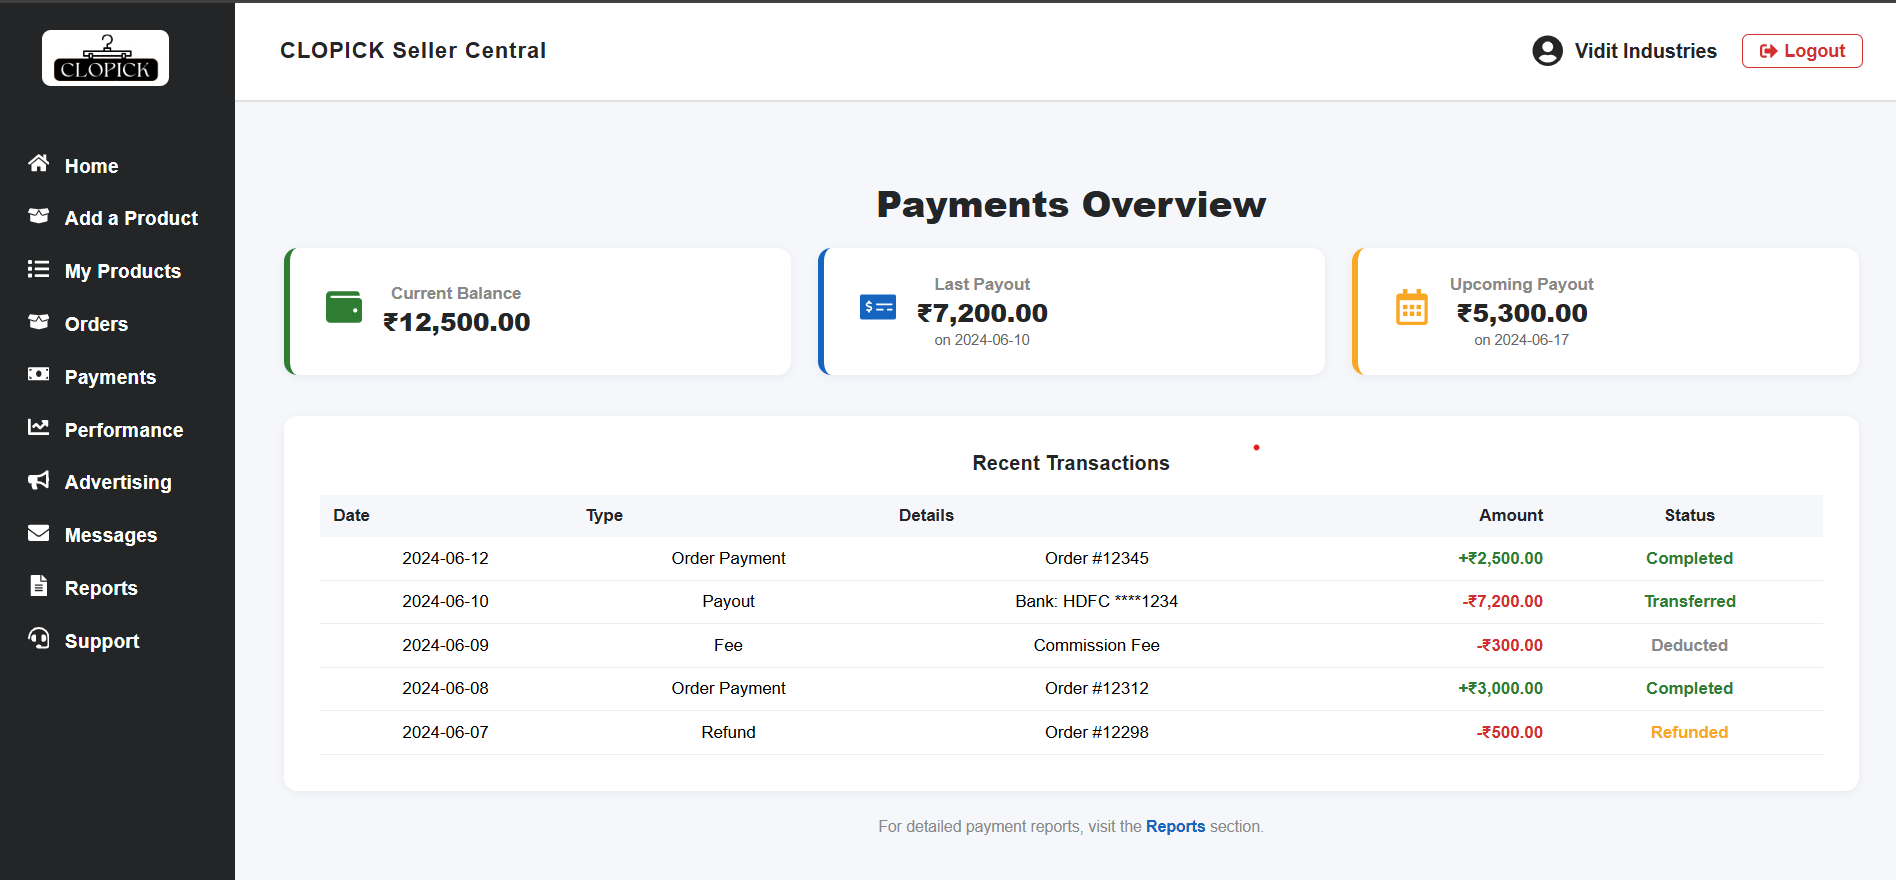 CLOPICK
CLOPICK Seller Central
Vidit Industries
Logout
Home
Add a Product
My Products
Orders
Payments
Performance
Advertising
Messages
Reports
Support
Payments Overview
Current Balance
₹12,500.00
Last Payout
₹7,200.00
on 2024-06-10
Upcoming Payout
₹5,300.00
on 2024-06-17
Recent Transactions
Date Type Details Amount Status
2024-06-12 Order Payment Order #12345 +₹2,500.00 Completed
2024-06-10 Payout Bank: HDFC ****1234 -₹7,200.00 Transferred
2024-06-09 Fee Commission Fee -₹300.00 Deducted
2024-06-08 Order Payment Order #12312 +₹3,000.00 Completed
2024-06-07 Refund Order #12298 -₹500.00 Refunded
For detailed payment reports, visit the Reports section.